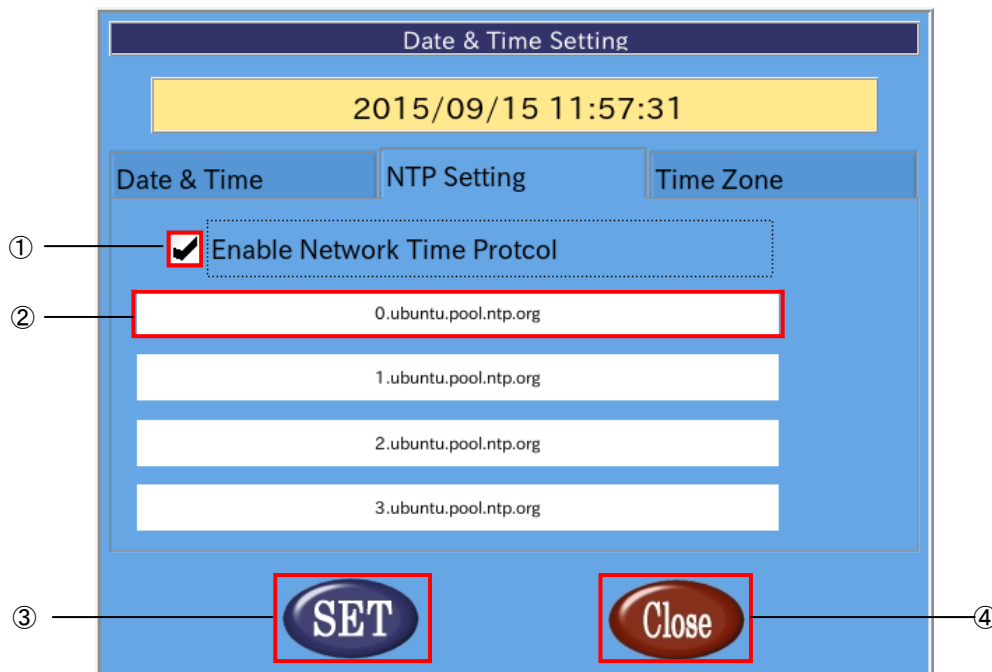 Date & Time Setting
2015/09/15 11:57:31
Date & Time NTP Setting Time Zone
① Enable Network Time Protcol
② 0.ubuntu.pool.ntp.org
1.ubuntu.pool.ntp.org
2.ubuntu.pool.ntp.org
3.ubuntu.pool.ntp.org
③ SET Close ④